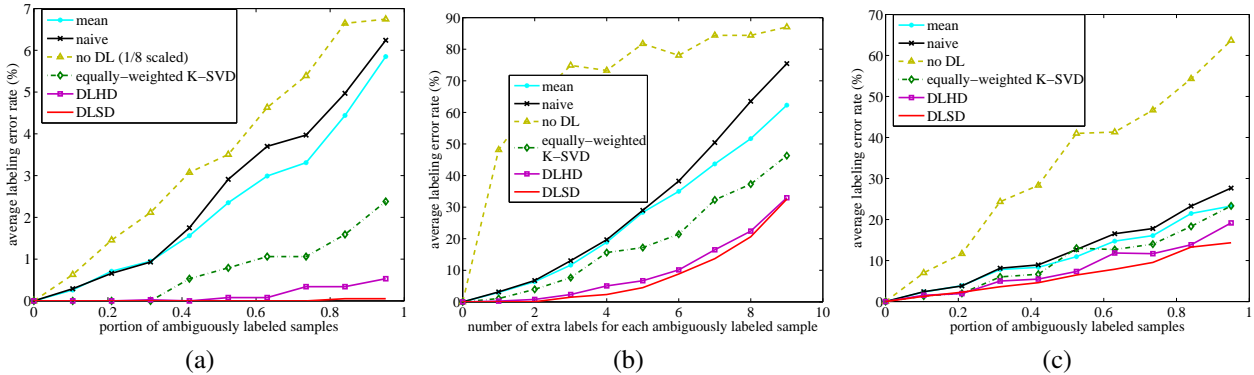 7
6
5
4
3
2
1
0
average labeling error rate (%)
mean
naive
no DL (1/8 scaled)
equally−weighted K−SVD
DLHD
DLSD
0 0.2 0.4 0.6 0.8 1
portion of ambiguously labeled samples
(a)
90
80
70
60
50
40
30
20
10
0
average labeling error rate (%)
mean
naive
no DL
equally−weighted
K−SVD
DLHD
DLSD
0 2 4 6 8 10
number of extra labels for each ambiguously labeled sample
(b)
70
60
50
40
30
20
10
0
average labeling error rate (%)
mean
naive
no DL
equally−weighted K−SVD
DLHD
DLSD
0 0.2 0.4 0.6 0.8 1
portion of ambiguously labeled samples
(c)